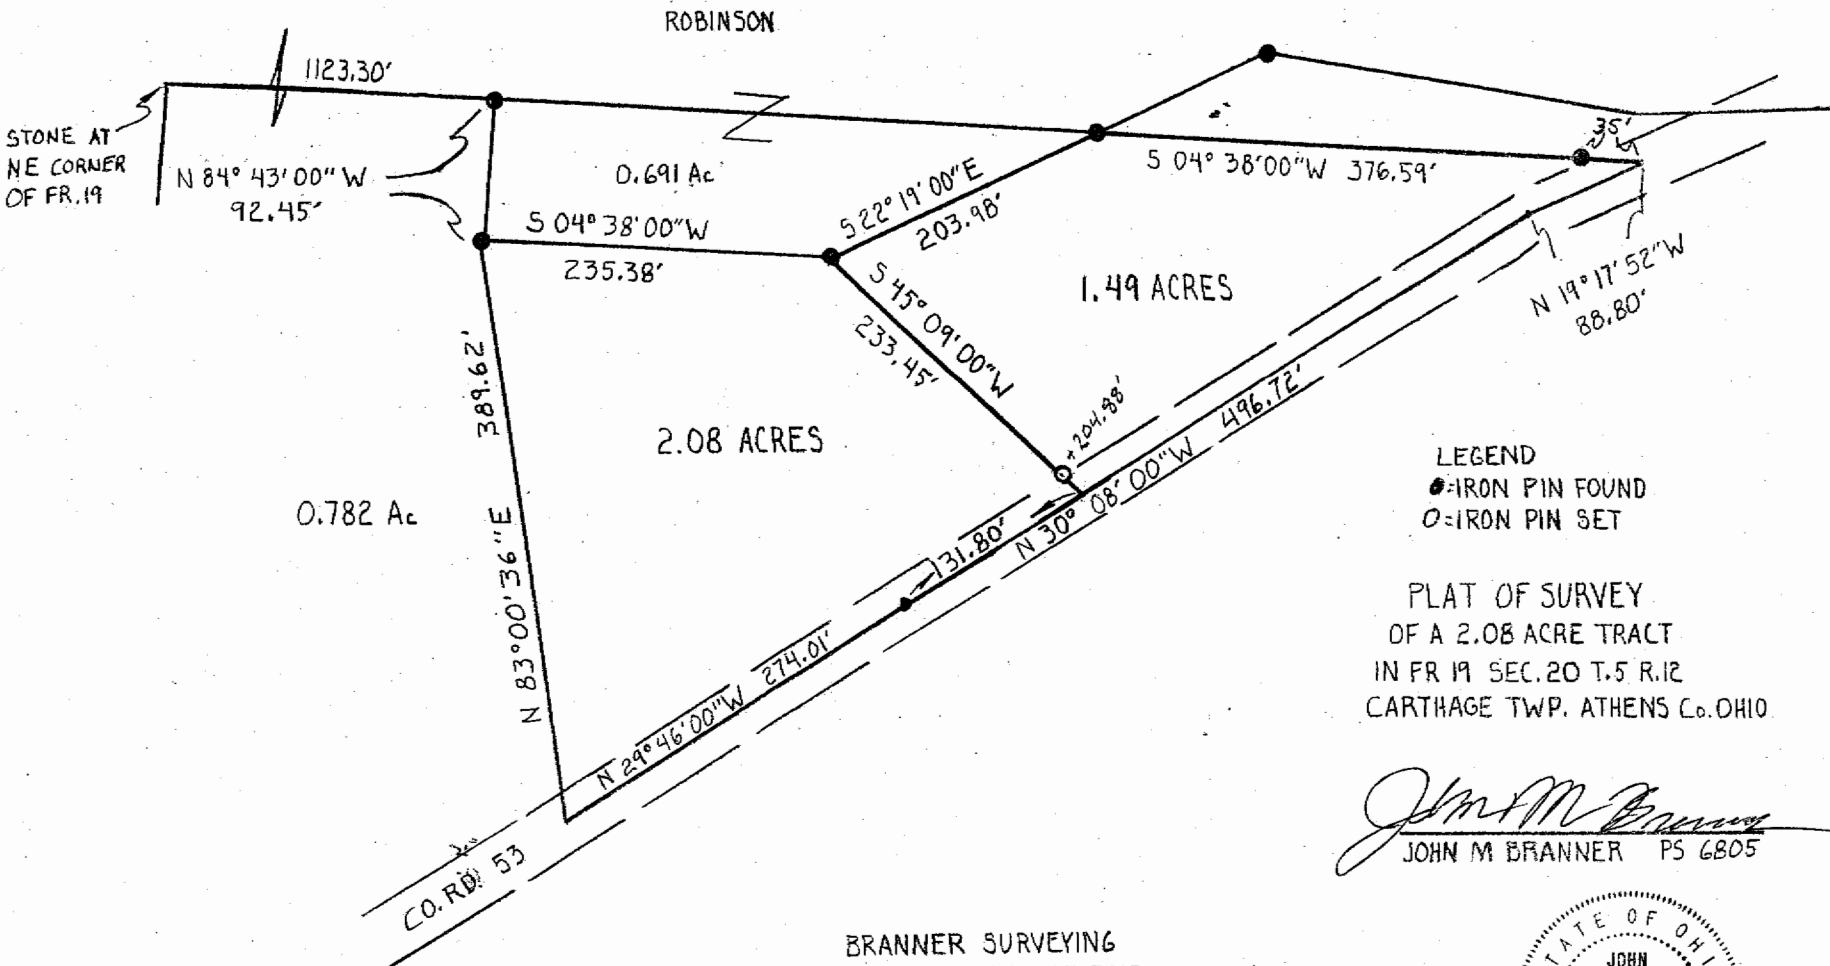 ROBINSON
1123.30'
STONE AT
NE CORNER
OF FR.19
N 84° 43' 00" W
92.45'
0.691 Ac
S 04° 38' 00" W
235.38'
S 22° 19' 00" E
203.98'
S 04° 38' 00" W 376.59'
35'
1.49 ACRES
N 19° 17' 52" W
88.80'
S 45° 09' 00" W
233.45'
389.62'
N 83° 00' 36" E
2.08 ACRES
0.782 Ac
+204.88'
496.72'
N 30° 08' 00" W
131.80'
N 29° 46' 00" W 274.01'
CO. RD 53
LEGEND
●=IRON PIN FOUND
O=IRON PIN SET
PLAT OF SURVEY
OF A 2.08 ACRE TRACT
IN FR 19 SEC. 20 T.5 R.12
CARTHAGE TWP. ATHENS Co. OHIO
John M Branner
JOHN M BRANNER PS 6805
BRANNER SURVEYING
STATE OF OHI
JOHN